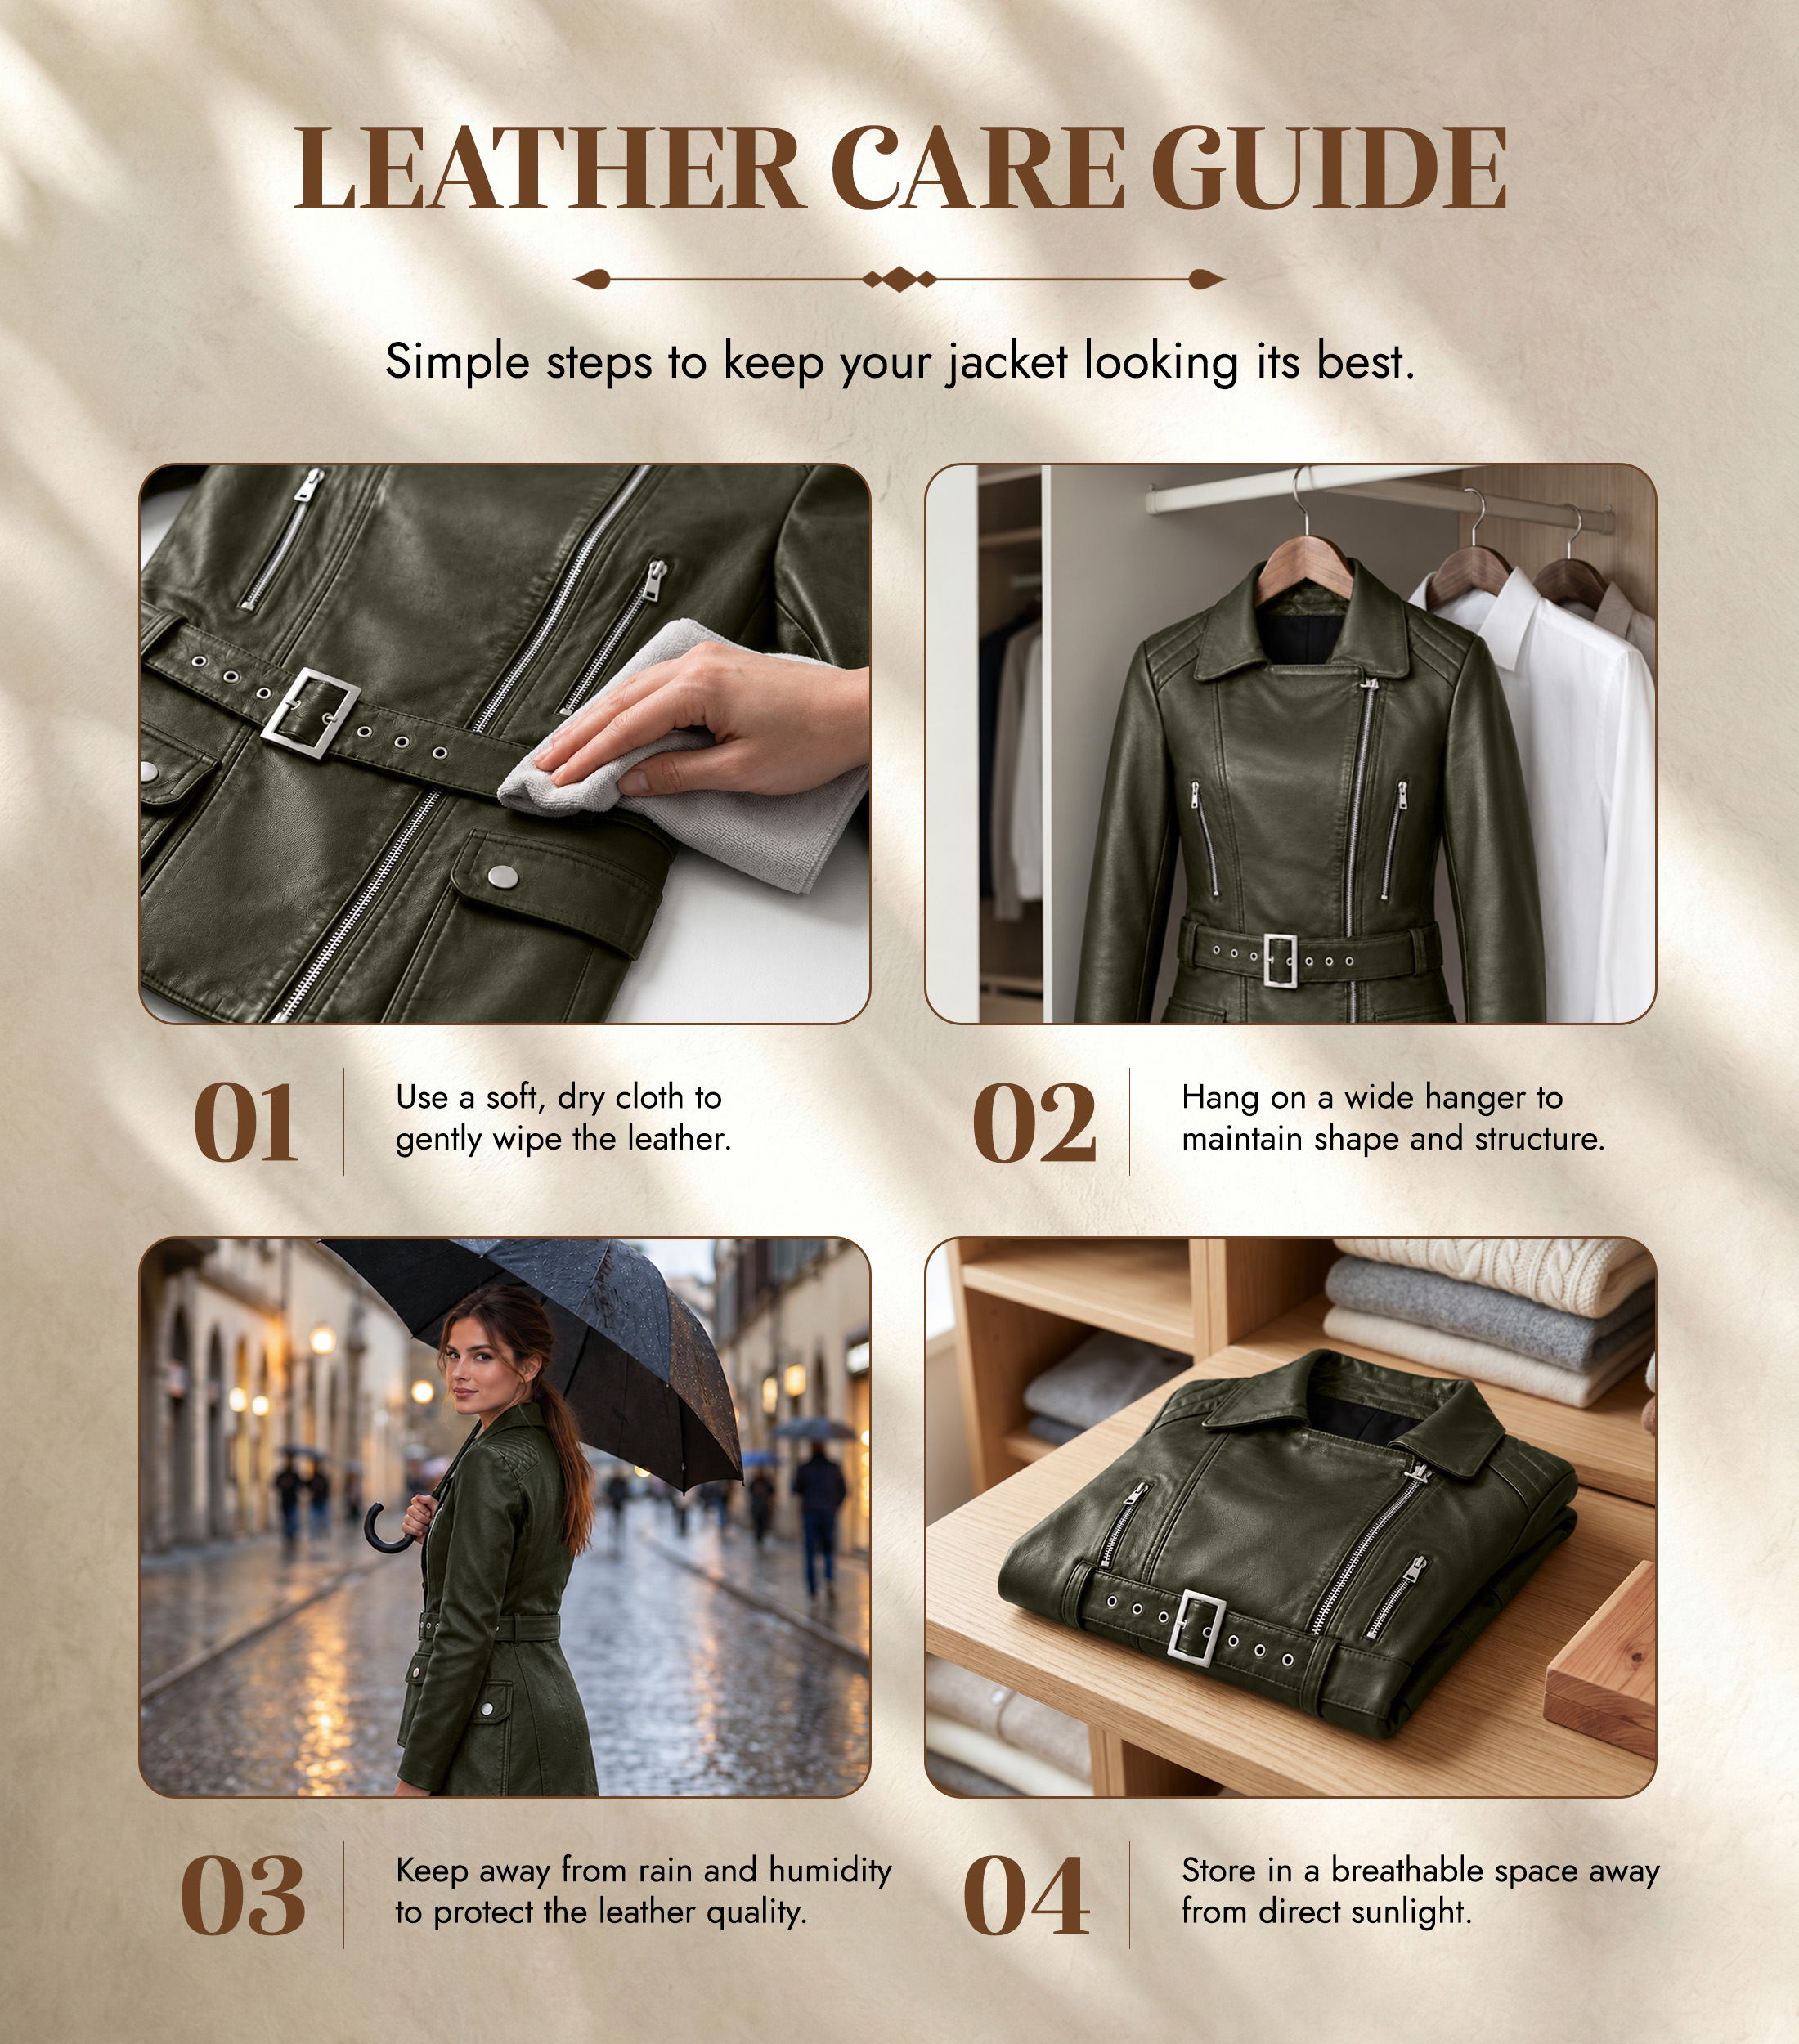 LEATHER CARE GUIDE
Simple steps to keep your jacket looking its best.
01
Use a soft, dry cloth to
gently wipe the leather.
02
Hang on a wide hanger to
maintain shape and structure.
03
Keep away from rain and humidity
to protect the leather quality.
04
Store in a breathable space away
from direct sunlight.